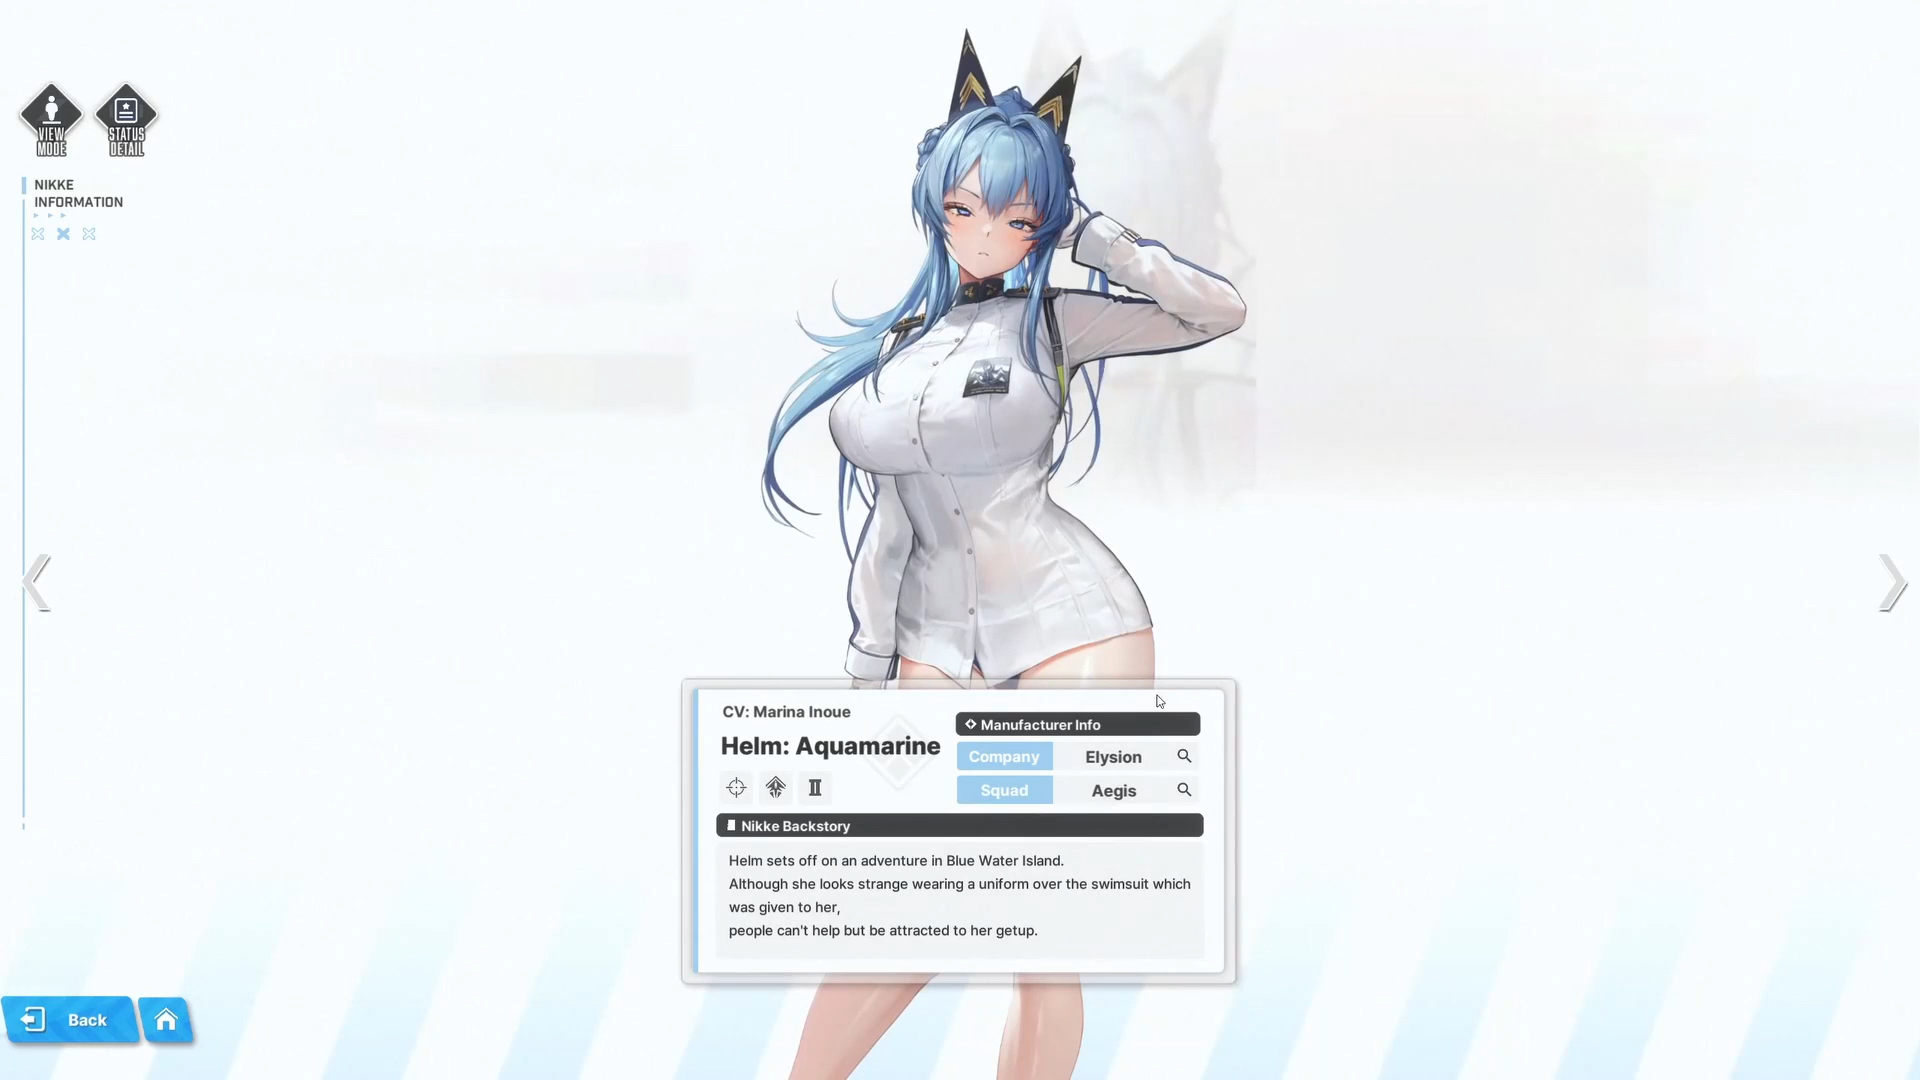 VIEW
MODE
STATUS
DETAIL
NIKKE
INFORMATION
CV: Marina Inoue
Helm: Aquamarine
Manufacturer Info
Company Elysion
Squad Aegis
Nikke Backstory
Helm sets off on an adventure in Blue Water Island.
Although she looks strange wearing a uniform over the swimsuit which
was given to her,
people can't help but be attracted to her getup.
Back